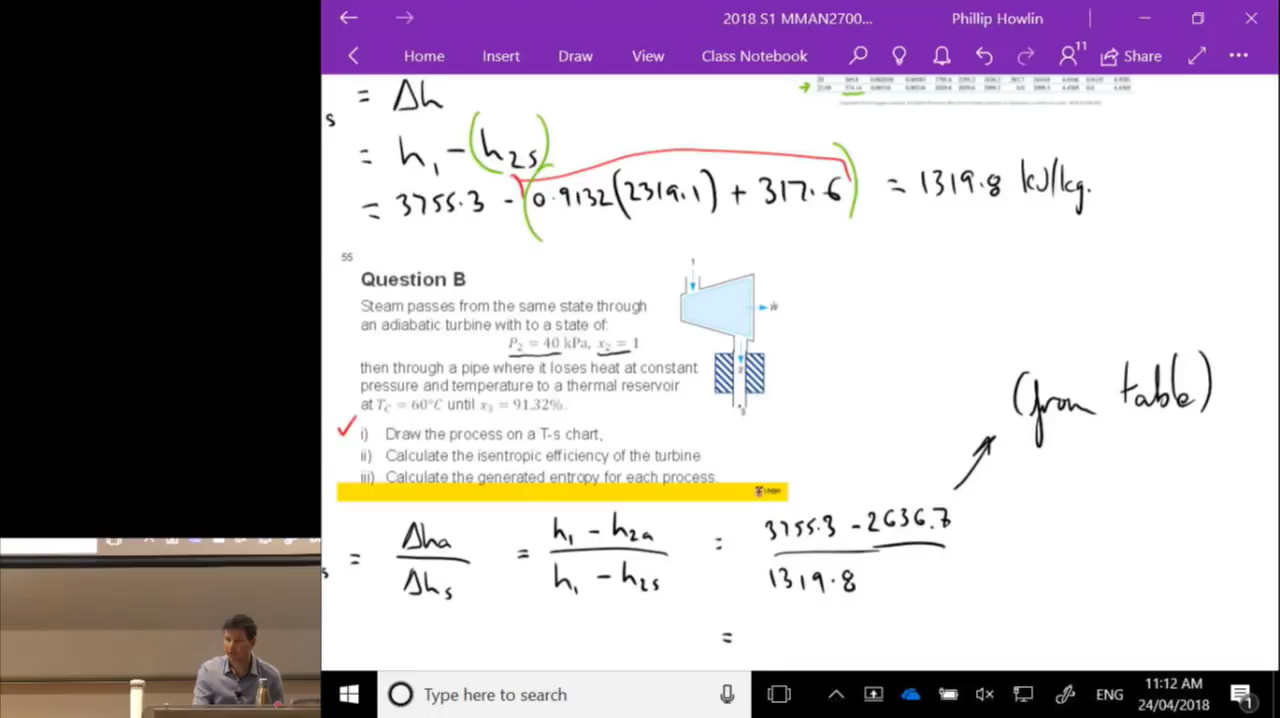 2018 S1 MMAN2700... Phillip Howlin
Home Insert Draw View Class Notebook 11 Share
= Δh
s
= h₁ - (h₂s)
= 3755.3 - (0.9132(2319.1) + 317.6) = 1319.8 kJ/kg.
55
Question B
Steam passes from the same state through
an adiabatic turbine with to a state of:
P₂ = 40 kPa, x₂ = 1
then through a pipe where it loses heat at constant
pressure and temperature to a thermal reservoir
at T_C = 60°C until x₃ = 91.32%.
i) Draw the process on a T-s chart,
ii) Calculate the isentropic efficiency of the turbine
iii) Calculate the generated entropy for each process.
1
Ẇ
2
3
(from table)
s = Δha / Δhs = h₁ - h₂a / h₁ - h₂s = 3755.3 - 2636.7 / 1319.8
=
Type here to search
ENG
11:12 AM
24/04/2018
1